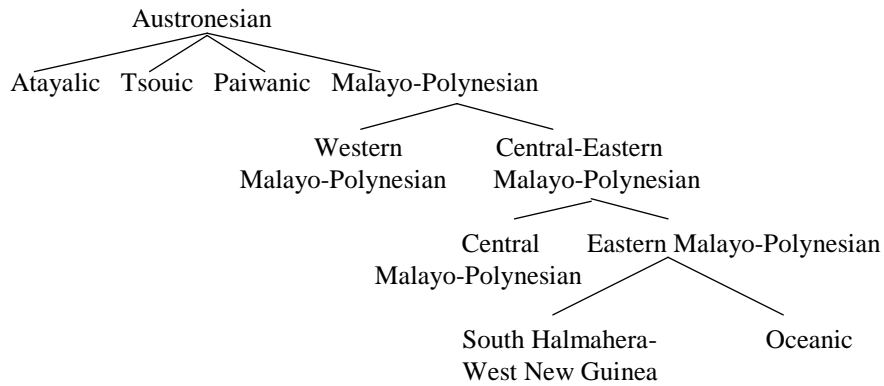 Austronesian
Atayalic Tsouic Paiwanic Malayo-Polynesian
Western
Malayo-Polynesian
Central-Eastern
Malayo-Polynesian
Central
Malayo-Polynesian
Eastern Malayo-Polynesian
South Halmahera-
West New Guinea
Oceanic